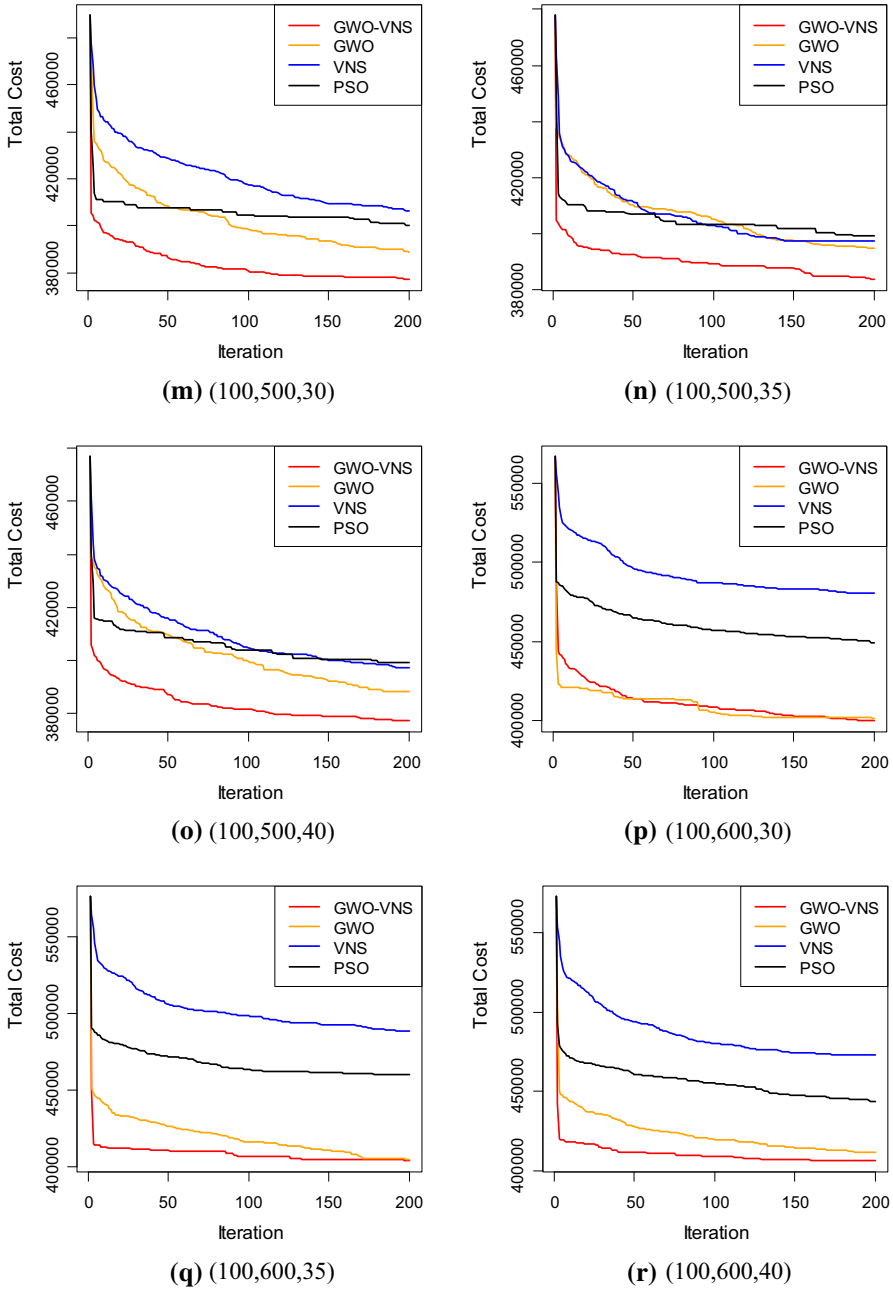 GWO-VNS
GWO
VNS
PSO
Total Cost
380000
420000
460000
0
50
100
150
200
Iteration
(m) (100,500,30)
GWO-VNS
GWO
VNS
PSO
Total Cost
380000
420000
460000
0
50
100
150
200
Iteration
(n) (100,500,35)
GWO-VNS
GWO
VNS
PSO
Total Cost
380000
420000
460000
0
50
100
150
200
Iteration
(o) (100,500,40)
GWO-VNS
GWO
VNS
PSO
Total Cost
400000
450000
500000
550000
0
50
100
150
200
Iteration
(p) (100,600,30)
GWO-VNS
GWO
VNS
PSO
Total Cost
400000
450000
500000
550000
0
50
100
150
200
Iteration
(q) (100,600,35)
GWO-VNS
GWO
VNS
PSO
Total Cost
400000
450000
500000
550000
0
50
100
150
200
Iteration
(r) (100,600,40)